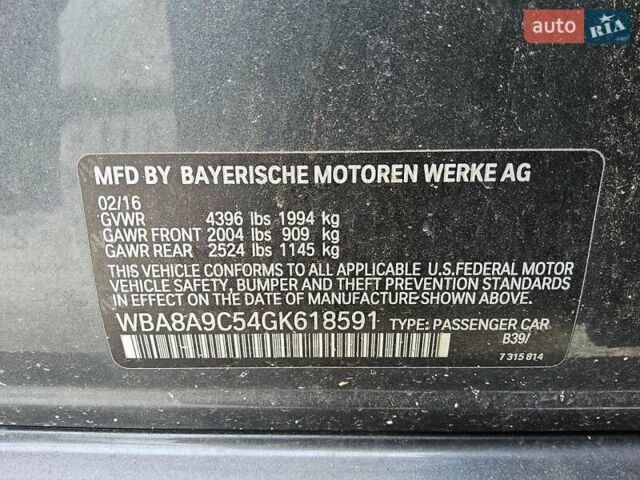 AUTO RIA
MFD BY BAYERISCHE MOTOREN WERKE AG
02/16
GVWR 4396 lbs 1994 kg
GAWR FRONT 2004 lbs 909 kg
GAWR REAR 2524 lbs 1145 kg
THIS VEHICLE CONFORMS TO ALL APPLICABLE U.S.FEDERAL MOTOR
VEHICLE SAFETY, BUMPER AND THEFT PREVENTION STANDARDS
IN EFFECT ON THE DATE OF MANUFACTURE SHOWN ABOVE.
WBA8A9C54GK618591 TYPE: PASSENGER CAR
B39/
7 315 814